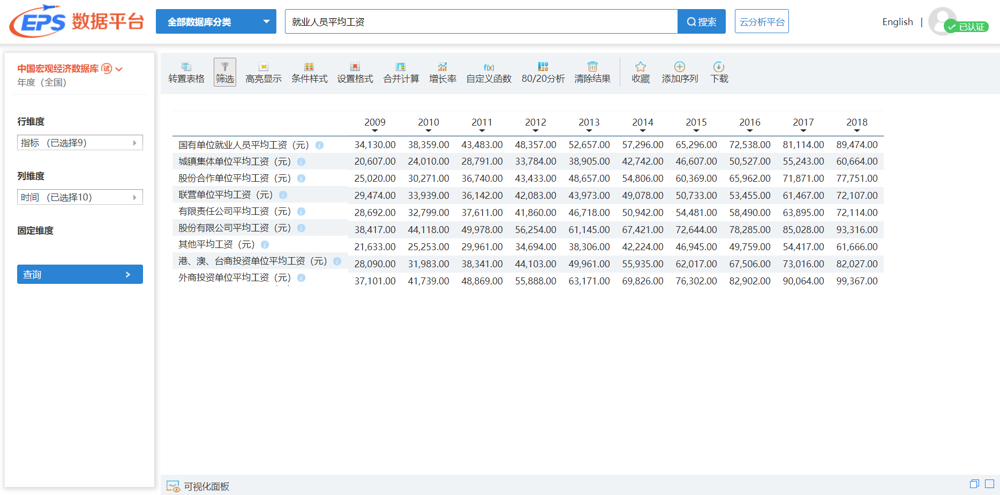 EPS 数据平台
全部数据库分类
就业人员平均工资
搜索
云分析平台
English |
已认证
中国宏观经济数据库 试
年度（全国）
行维度
指标 （已选择9）
列维度
时间 （已选择10）
固定维度
查询
转置表格 筛选 高亮显示 条件样式 设置格式 合并计算 增长率 自定义函数 80/20分析 清除结果 收藏 添加序列 下载
2009 2010 2011 2012 2013 2014 2015 2016 2017 2018
国有单位就业人员平均工资（元） 34,130.00 38,359.00 43,483.00 48,357.00 52,657.00 57,296.00 65,296.00 72,538.00 81,114.00 89,474.00
城镇集体单位平均工资（元） 20,607.00 24,010.00 28,791.00 33,784.00 38,905.00 42,742.00 46,607.00 50,527.00 55,243.00 60,664.00
股份合作单位平均工资（元） 25,020.00 30,271.00 36,740.00 43,433.00 48,657.00 54,806.00 60,369.00 65,962.00 71,871.00 77,751.00
联营单位平均工资（元） 29,474.00 33,939.00 36,142.00 42,083.00 43,973.00 49,078.00 50,733.00 53,455.00 61,467.00 72,107.00
有限责任公司平均工资（元） 28,692.00 32,799.00 37,611.00 41,860.00 46,718.00 50,942.00 54,481.00 58,490.00 63,895.00 72,114.00
股份有限公司平均工资（元） 38,417.00 44,118.00 49,978.00 56,254.00 61,145.00 67,421.00 72,644.00 78,285.00 85,028.00 93,316.00
其他平均工资（元） 21,633.00 25,253.00 29,961.00 34,694.00 38,306.00 42,224.00 46,945.00 49,759.00 54,417.00 61,666.00
港、澳、台商投资单位平均工资（元） 28,090.00 31,983.00 38,341.00 44,103.00 49,961.00 55,935.00 62,017.00 67,506.00 73,016.00 82,027.00
外商投资单位平均工资（元） 37,101.00 41,739.00 48,869.00 55,888.00 63,171.00 69,826.00 76,302.00 82,902.00 90,064.00 99,367.00
可视化面板